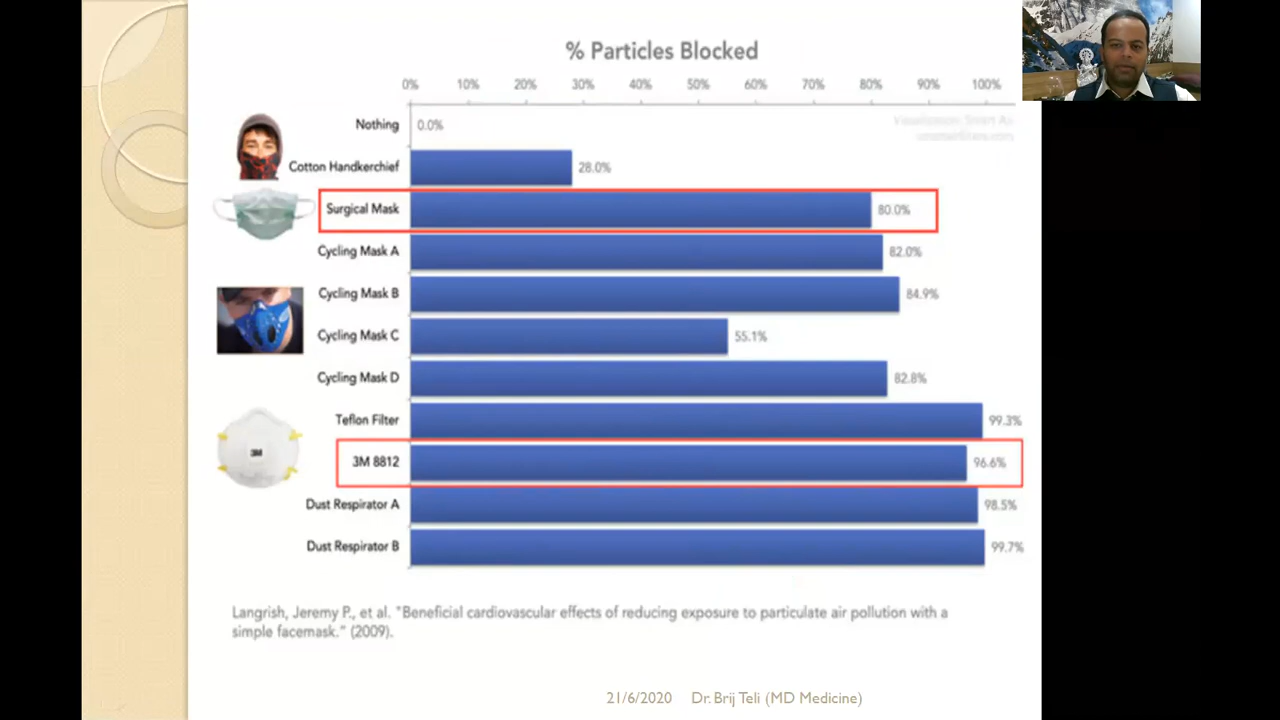 % Particles Blocked
0% 10% 20% 30% 40% 50% 60% 70% 80% 90% 100%
Nothing 0.0%
Cotton Handkerchief 28.0%
Surgical Mask 80.0%
Cycling Mask A 82.0%
Cycling Mask B 84.9%
Cycling Mask C 55.1%
Cycling Mask D 82.8%
Teflon Filter 99.3%
3M
3M 8812 96.6%
Dust Respirator A 98.5%
Dust Respirator B 99.7%
Langrish, Jeremy P., et al. "Beneficial cardiovascular effects of reducing exposure to particulate air pollution with a
simple facemask." (2009).
21/6/2020 Dr. Brij Teli (MD Medicine)